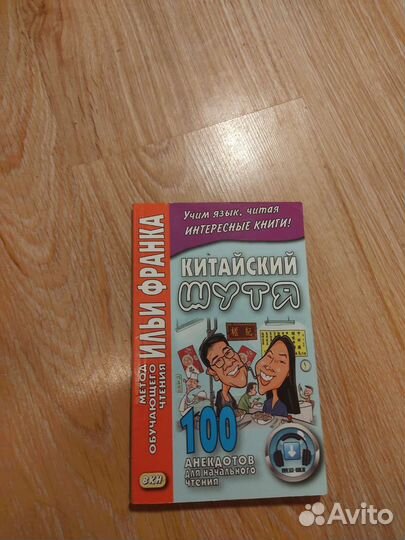 Учим язык, читая
ИНТЕРЕСНЫЕ КНИГИ!
МЕТОД
ОБУЧАЮЩЕГО
ЧТЕНИЯ
ИЛЬИ ФРАНКА
КИТАЙСКИЙ
ШУТЯ
100
АНЕКДОТОВ
ДЛЯ НАЧАЛЬНОГО
ЧТЕНИЯ
ВКН
Avito